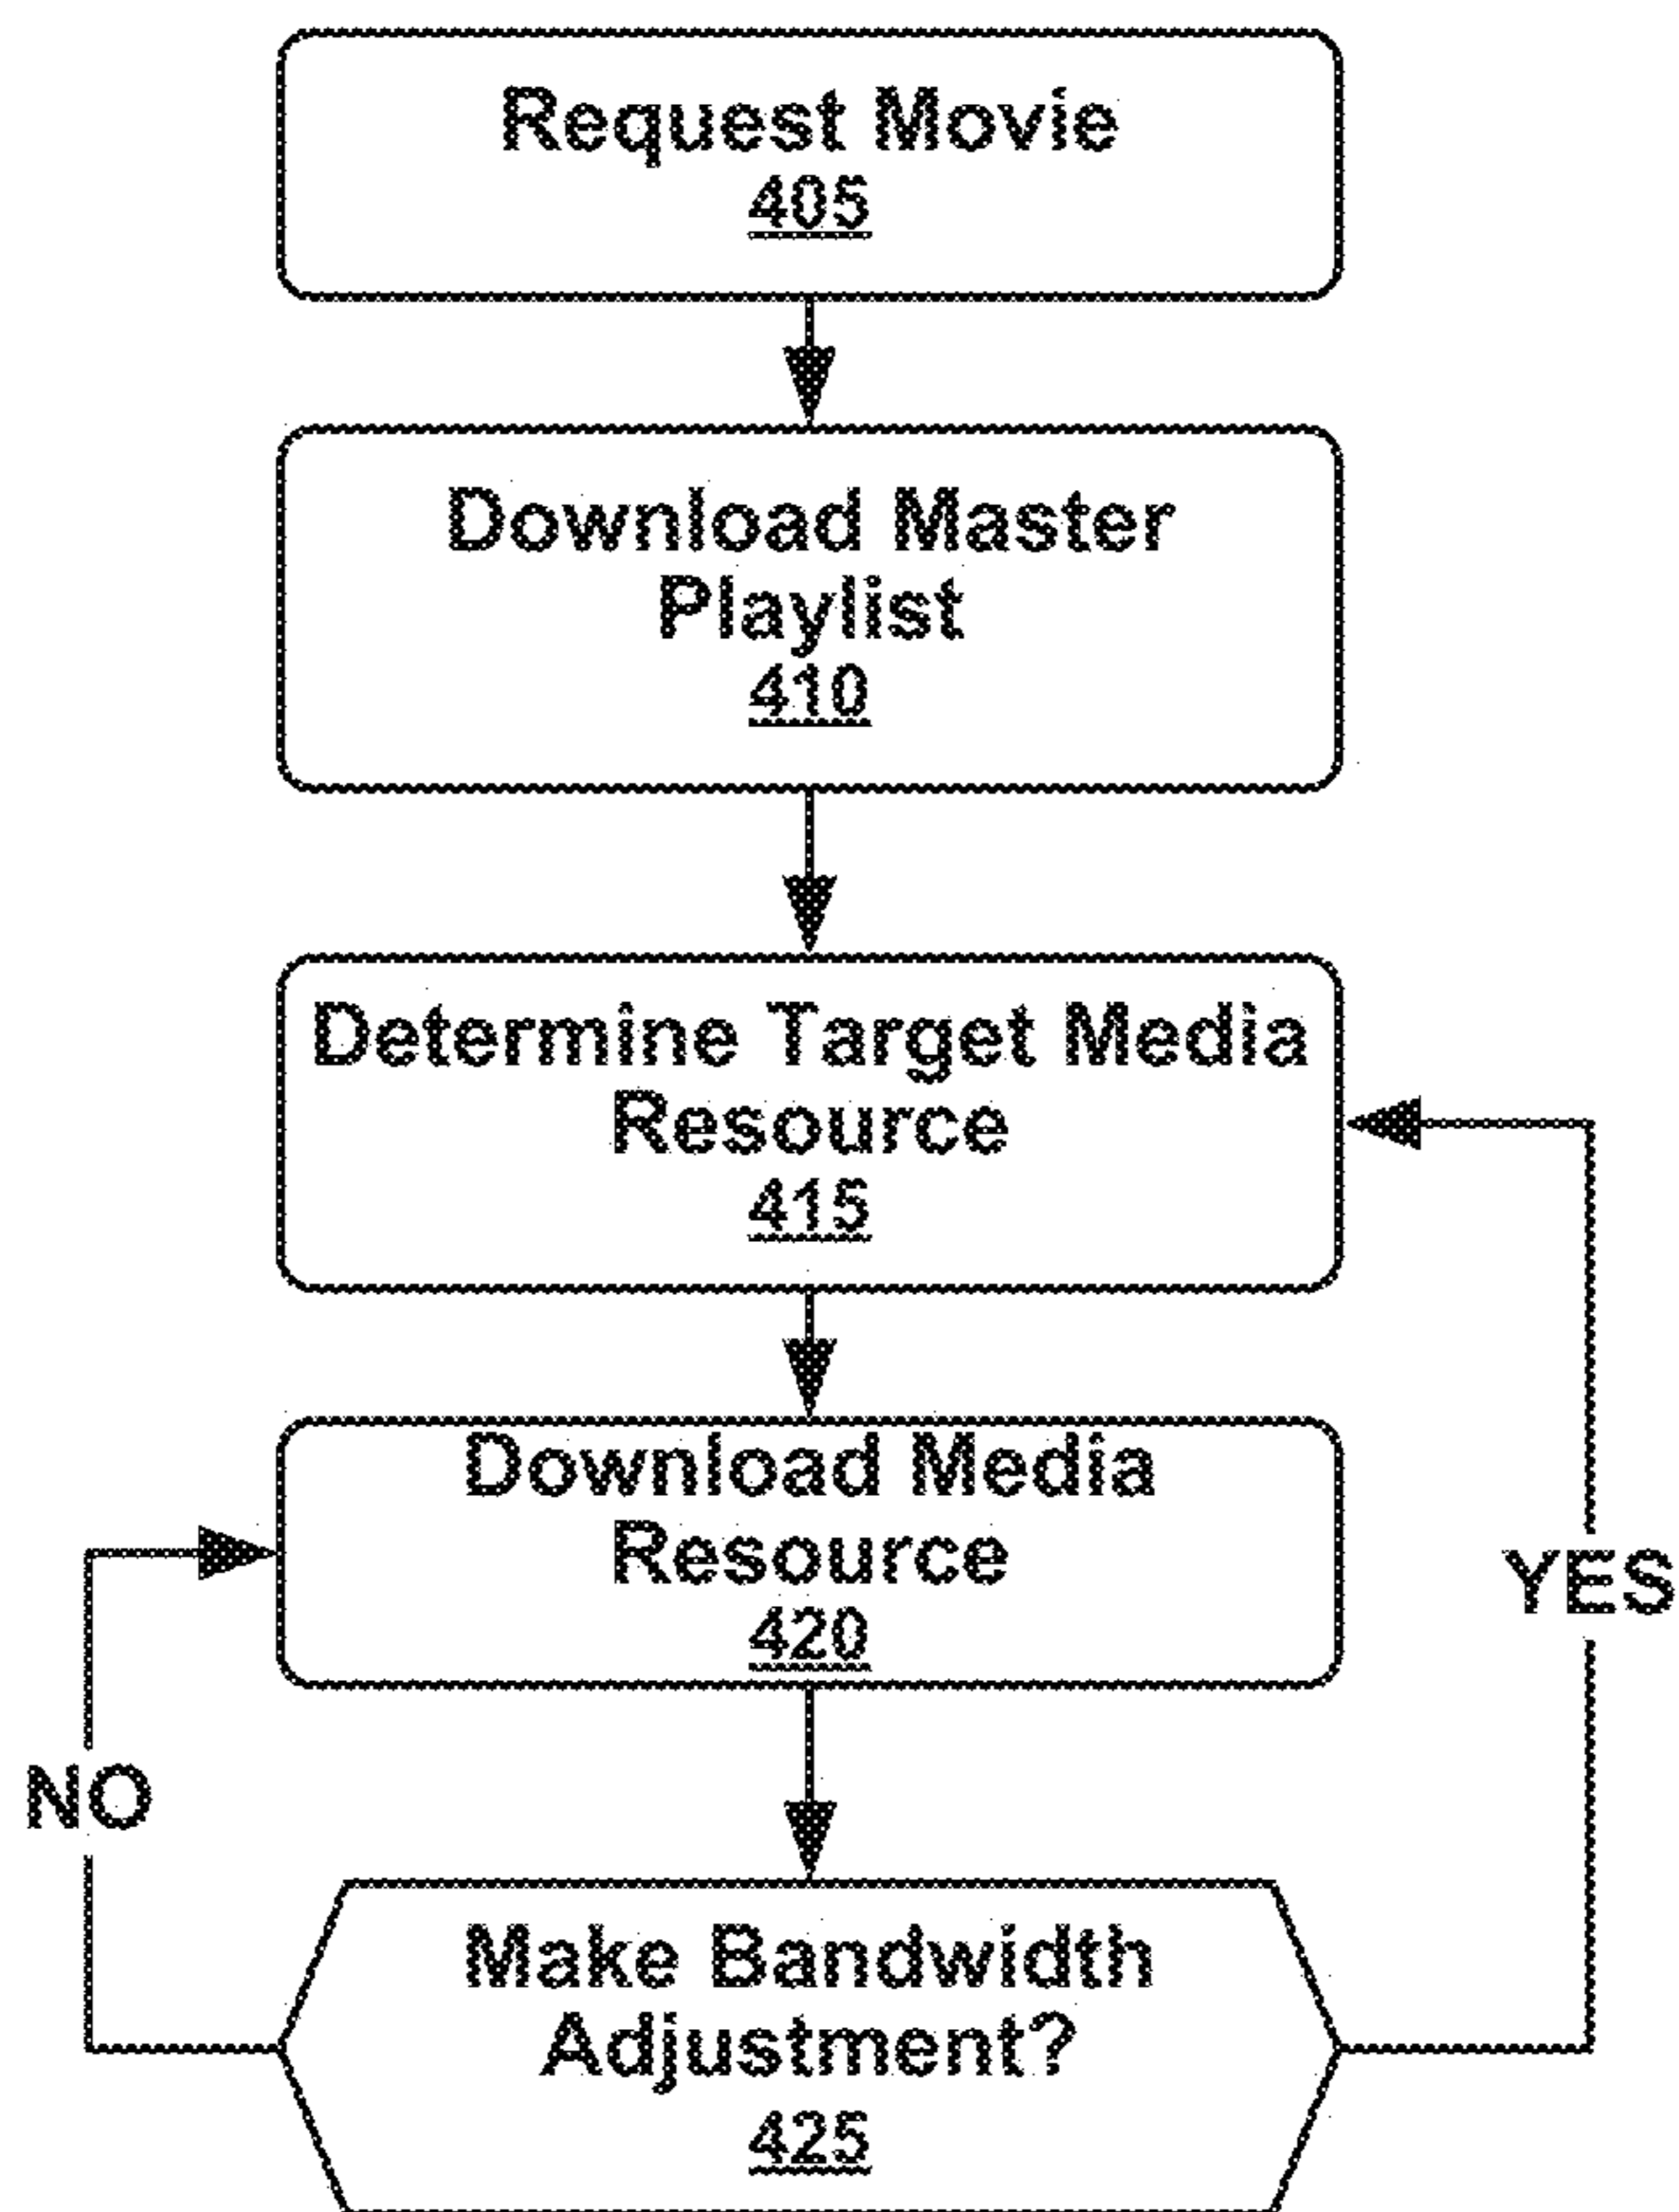 Request Movie
405
Download Master
Playlist
410
Determine Target Media
Resource
415
Download Media
Resource
420
YES
NO
Make Bandwidth
Adjustment?
425